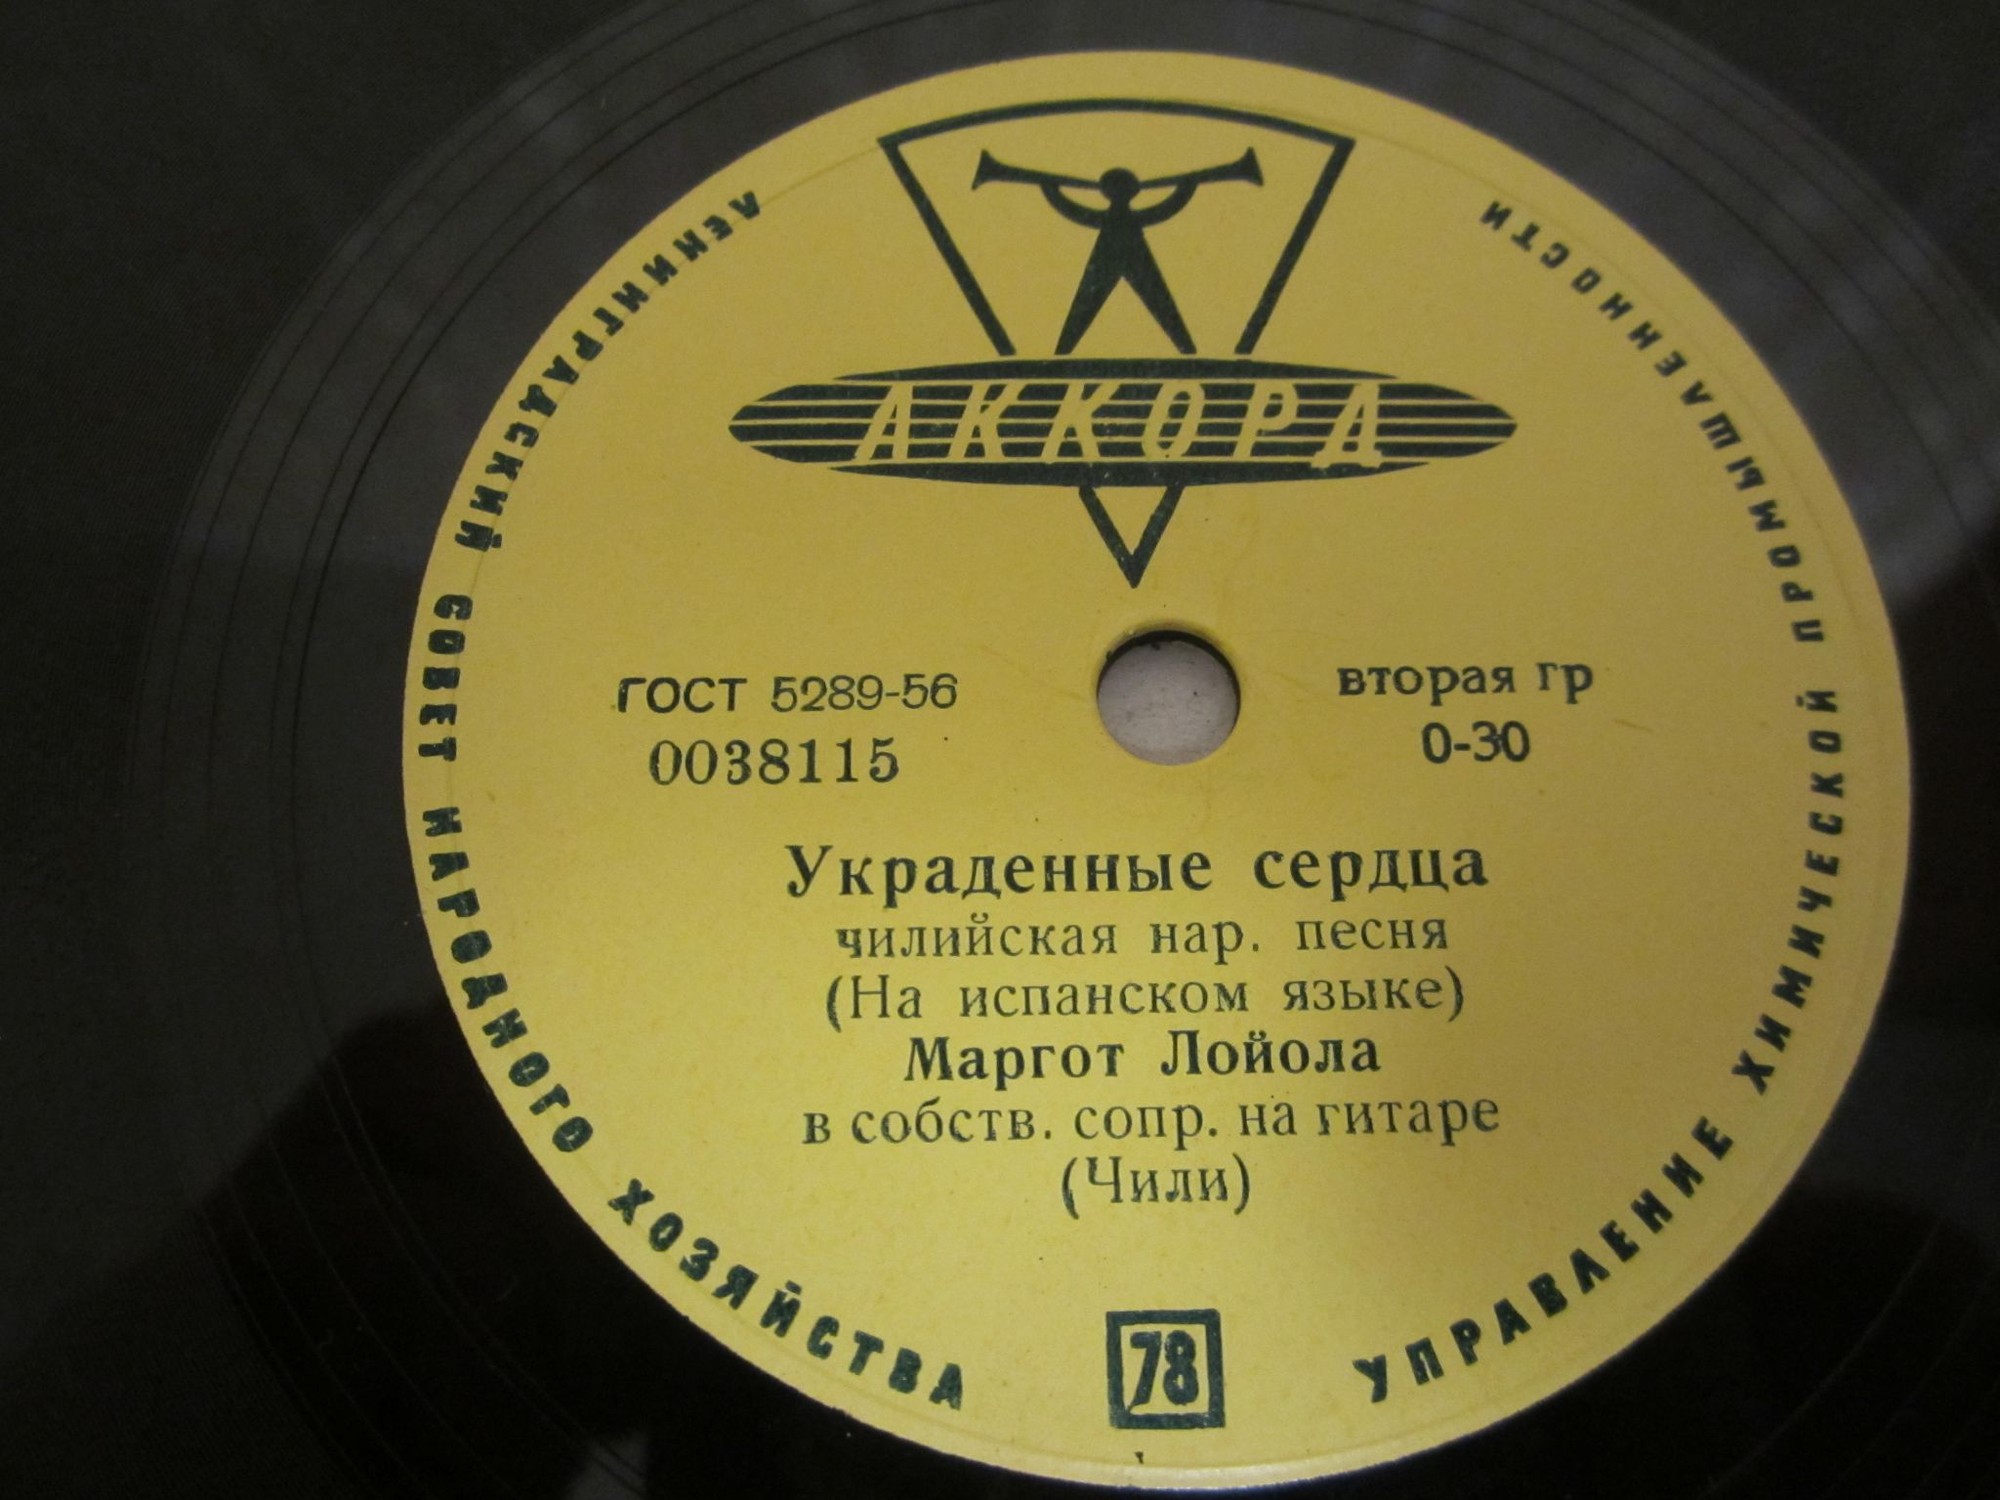 АККОРД
ГОСТ 5289-56
0038115
вторая гр
0-30
Украденные сердца
чилийская нар. песня
(На испанском языке)
Маргот Лойола
в собств. сопр. на гитаре
(Чили)
78
ЛЕНИНГРАДСКИЙ СОВЕТ НАРОДНОГО ХОЗЯЙСТВА
УПРАВЛЕНИЕ ХИМИЧЕСКОЙ ПРОМЫШЛЕННОСТИ